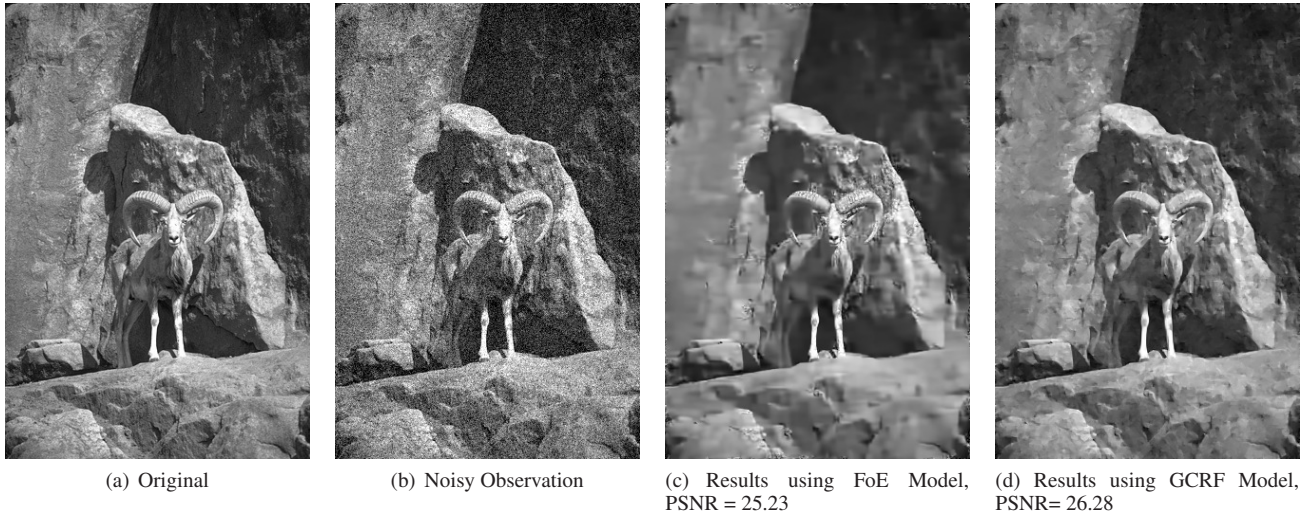 (a) Original
(b) Noisy Observation
(c) Results using FoE Model,
PSNR = 25.23
(d) Results using GCRF Model,
PSNR= 26.28